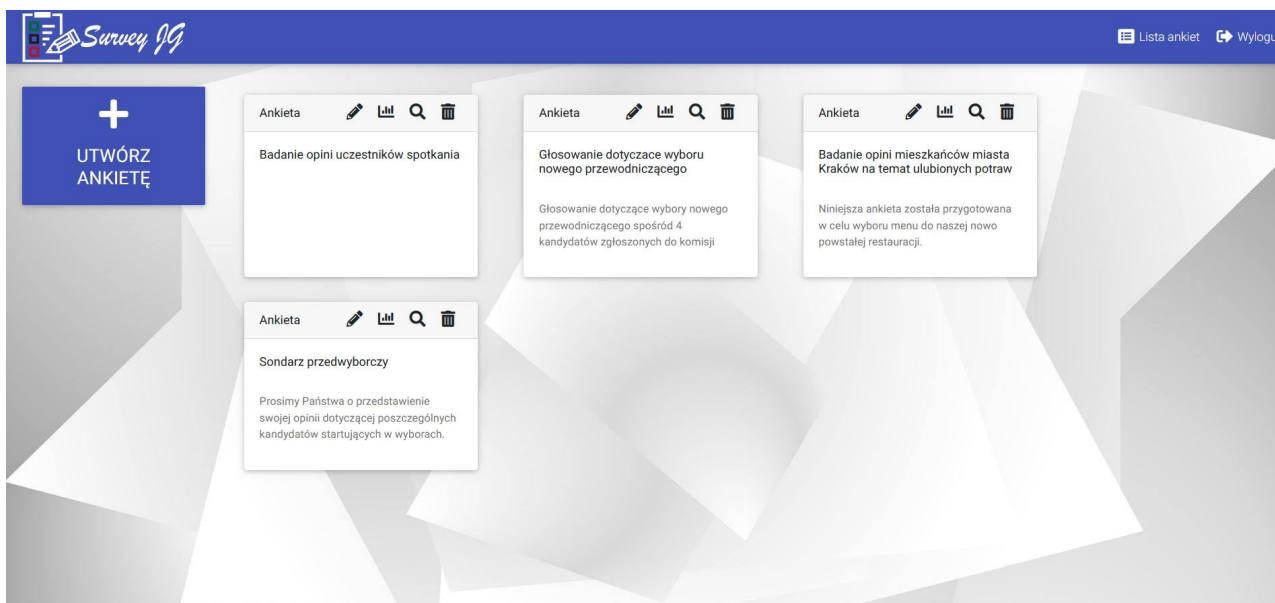 Survey JG
Lista ankiet
Wylogu
UTWÓRZ
ANKIETĘ
Ankieta
Badanie opini uczestników spotkania
Ankieta
Głosowanie dotyczace wyboru
nowego przewodniczącego
Głosowanie dotyczące wybory nowego
przewodniczącego spośród 4
kandydatów zgłoszonych do komisji
Ankieta
Badanie opini mieszkańców miasta
Kraków na temat ulubionych potraw
Niniejsza ankieta została przygotowana
w celu wyboru menu do naszej nowo
powstałej restauracji.
Ankieta
Sondarz przedwyborczy
Prosimy Państwa o przedstawienie
swojej opinii dotyczącej poszczególnych
kandydatów startujących w wyborach.